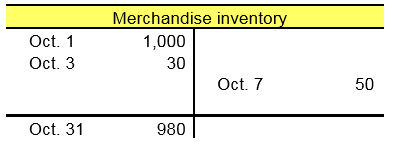 Merchandise inventory
Oct. 1 1,000
Oct. 3 30
Oct. 7 50
Oct. 31 980